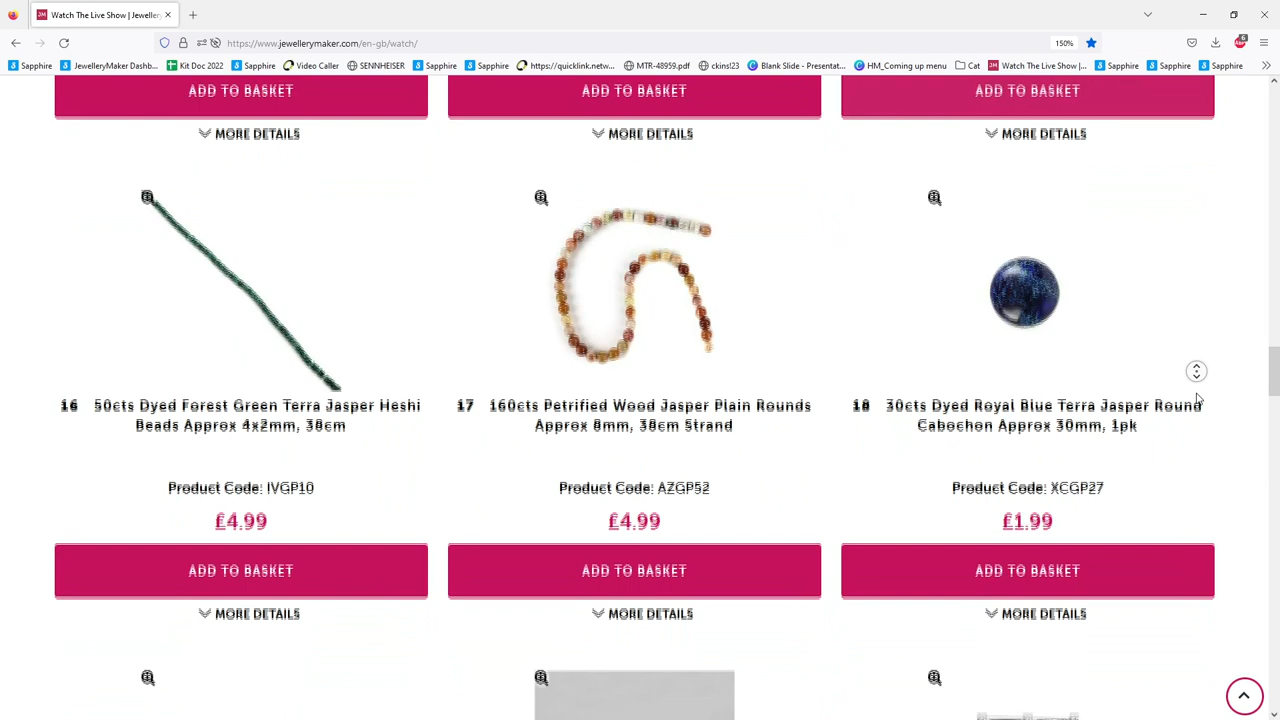 Watch The Live Show | Jeweller
https://www.jewellerymaker.com/en-gb/watch/
150%
6
Sapphire
JewelleryMaker Dashb...
Kit Doc 2022
Sapphire
Video Caller
SENNHEISER
Sapphire
Sapphire
https://quicklink.netw...
MTR-48959.pdf
ckins!23
Blank Slide - Presentat...
HM_Coming up menu
Cat
Watch The Live Show |...
Sapphire
Sapphire
Sapphire
ADD TO BASKET
ADD TO BASKET
ADD TO BASKET
MORE DETAILS
MORE DETAILS
MORE DETAILS
16 50cts Dyed Forest Green Terra Jasper Heshi
Beads Approx 4x2mm, 38cm
Product Code: IVGP10
£4.99
ADD TO BASKET
MORE DETAILS
17 160cts Petrified Wood Jasper Plain Rounds
Approx 8mm, 38cm Strand
Product Code: AZGP52
£4.99
ADD TO BASKET
MORE DETAILS
18 30cts Dyed Royal Blue Terra Jasper Round
Cabochon Approx 30mm, 1pk
Product Code: XCGP27
£1.99
ADD TO BASKET
MORE DETAILS